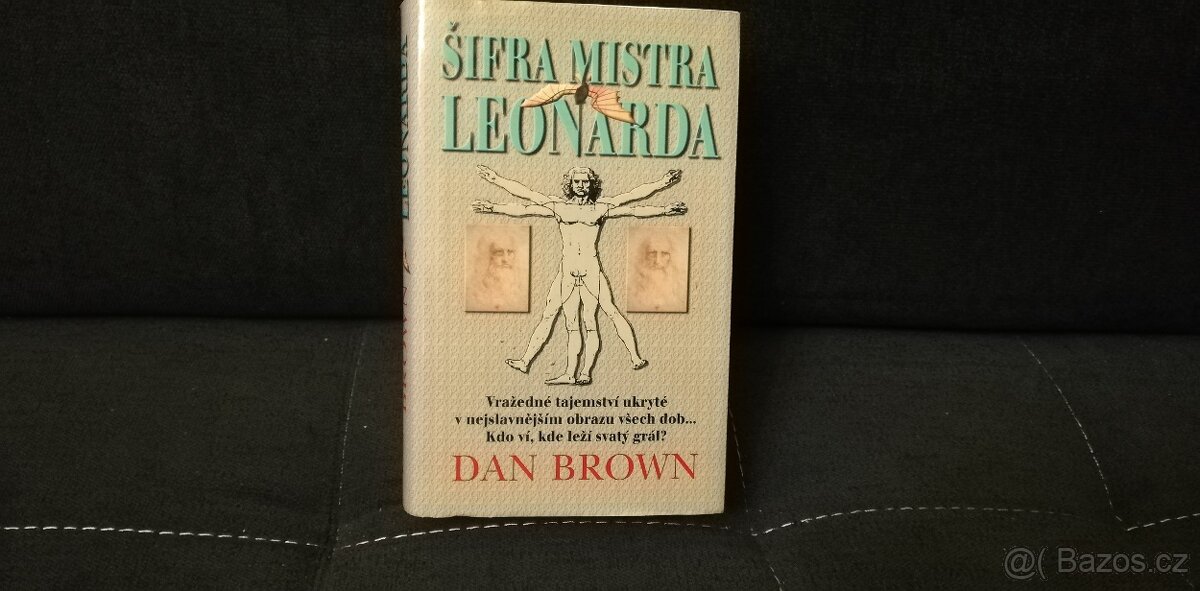 ŠIFRA MISTRA
LEONARDA
Vražedné tajemství ukryté
v nejslavnějším obrazu všech dob...
Kdo ví, kde leží svatý grál?
DAN BROWN
LEONARDA
@( Bazos.cz